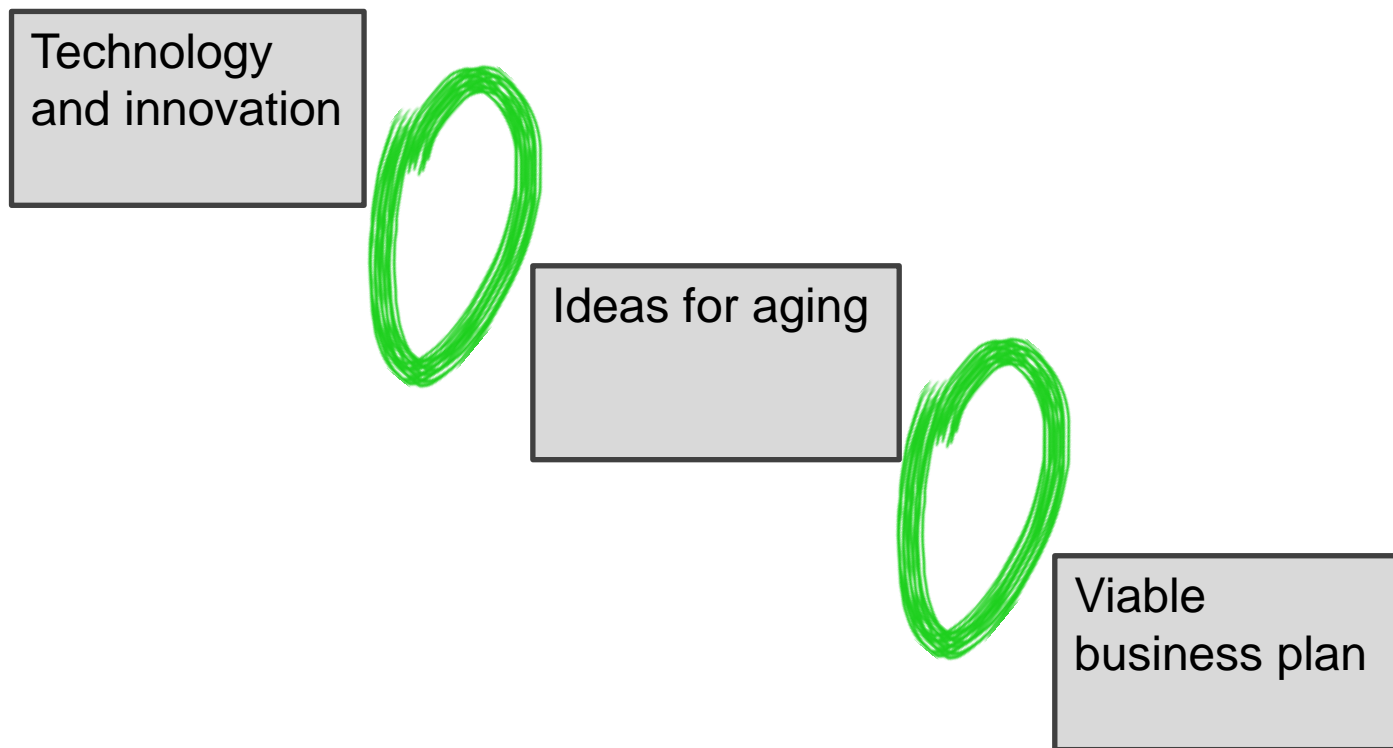 Technology
and innovation
Ideas for aging
Viable
business plan